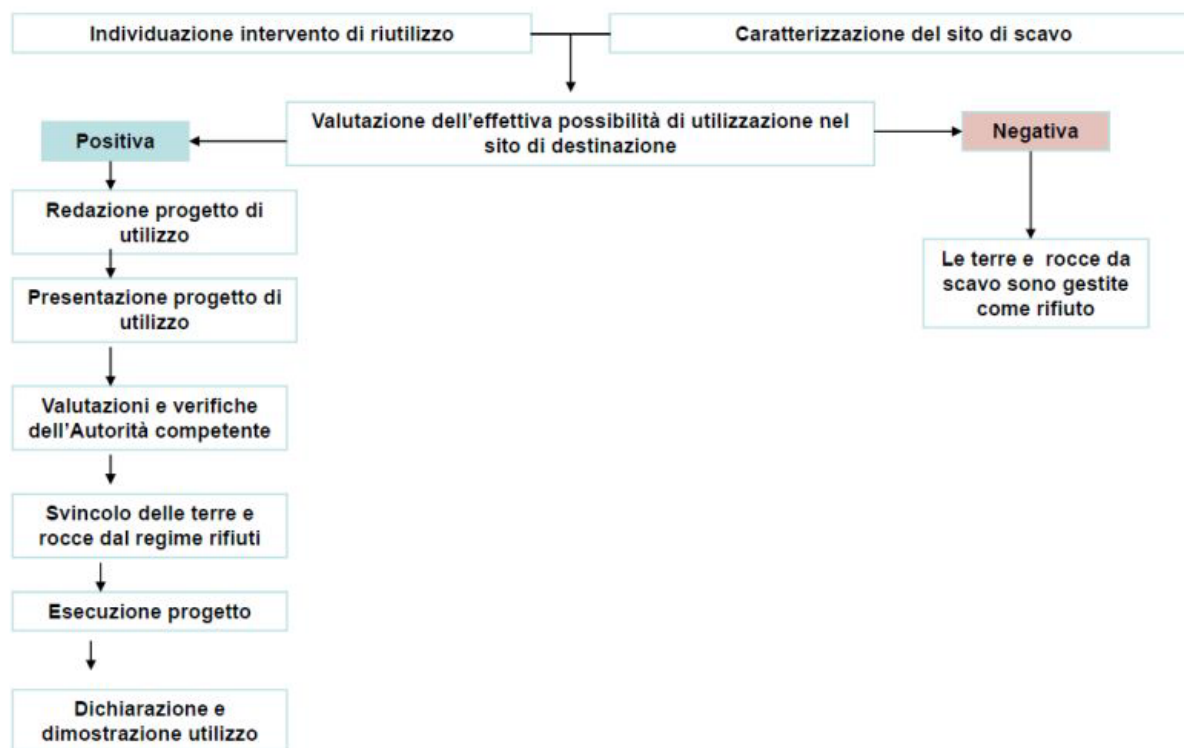 Individuazione intervento di riutilizzo
Caratterizzazione del sito di scavo
Valutazione dell'effettiva possibilità di utilizzazione nel
sito di destinazione
Positiva
Negativa
Redazione progetto di
utilizzo
Le terre e rocce da
scavo sono gestite
come rifiuto
Presentazione progetto di
utilizzo
Valutazioni e verifiche
dell'Autorità competente
Svincolo delle terre e
rocce dal regime rifiuti
Esecuzione progetto
Dichiarazione e
dimostrazione utilizzo